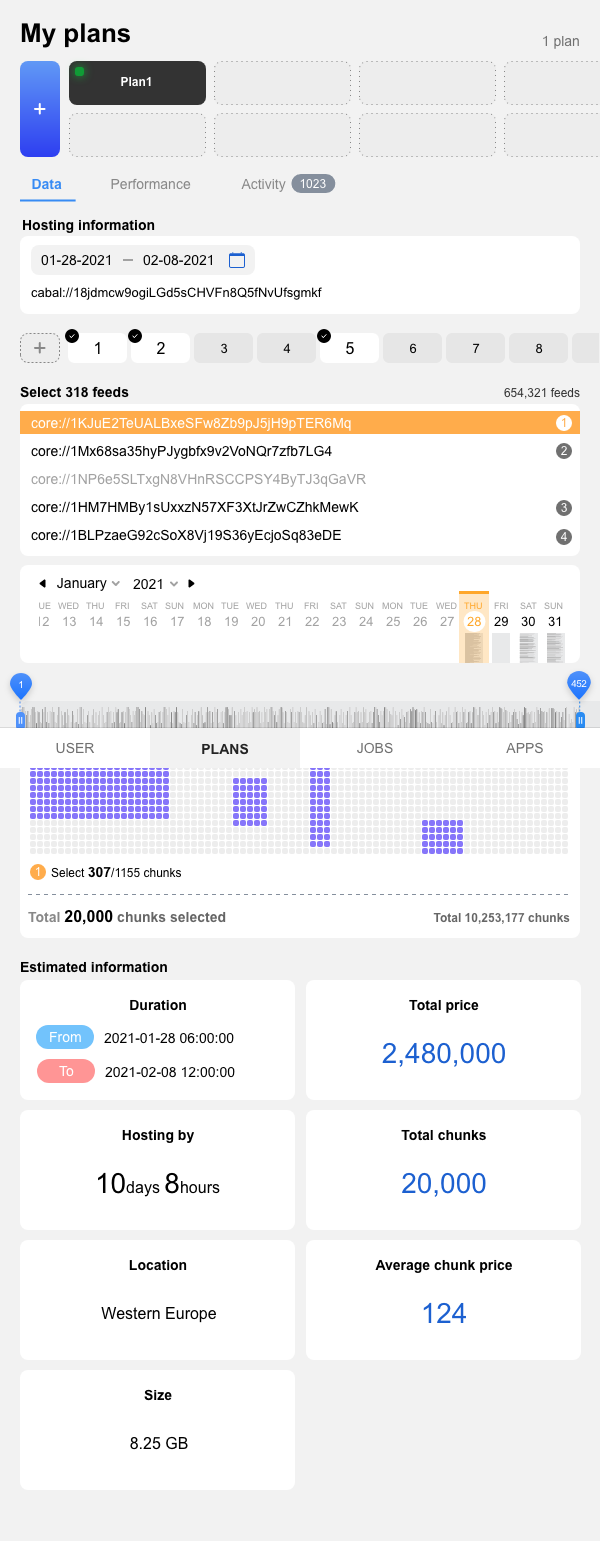 My plans
1 plan
+
Plan1
Data
Performance
Activity 1023
Hosting information
01-28-2021 — 02-08-2021
cabal://18jdmcw9ogiLGd5sCHVFn8Q5fNvUfsgmkf
+ 1 2 3 4 5 6 7 8
Select 318 feeds
654,321 feeds
core://1KJuE2TeUALBxeSFw8Zb9pJ5jH9pTER6Mq 1
core://1Mx68sa35hyPJygbfx9v2VoNQr7zfb7LG4 2
core://1NP6e5SLTxgN8VHnRSCCPSY4ByTJ3qGaVR
core://1HM7HMBy1sUxxzN57XF3XtJrZwCZhkMewK 3
core://1BLPzaeG92cSoX8Vj19S36yEcjoSq83eDE 4
January 2021
UE WED THU FRI SAT SUN MON TUE WED THU FRI SAT SUN MON TUE WED THU FRI SAT SUN
12 13 14 15 16 17 18 19 20 21 22 23 24 25 26 27 28 29 30 31
1
452
USER
PLANS
JOBS
APPS
1 Select 307/1155 chunks
Total 20,000 chunks selected
Total 10,253,177 chunks
Estimated information
Duration
From 2021-01-28 06:00:00
To 2021-02-08 12:00:00
Total price
2,480,000
Hosting by
10days 8hours
Total chunks
20,000
Location
Western Europe
Average chunk price
124
Size
8.25 GB